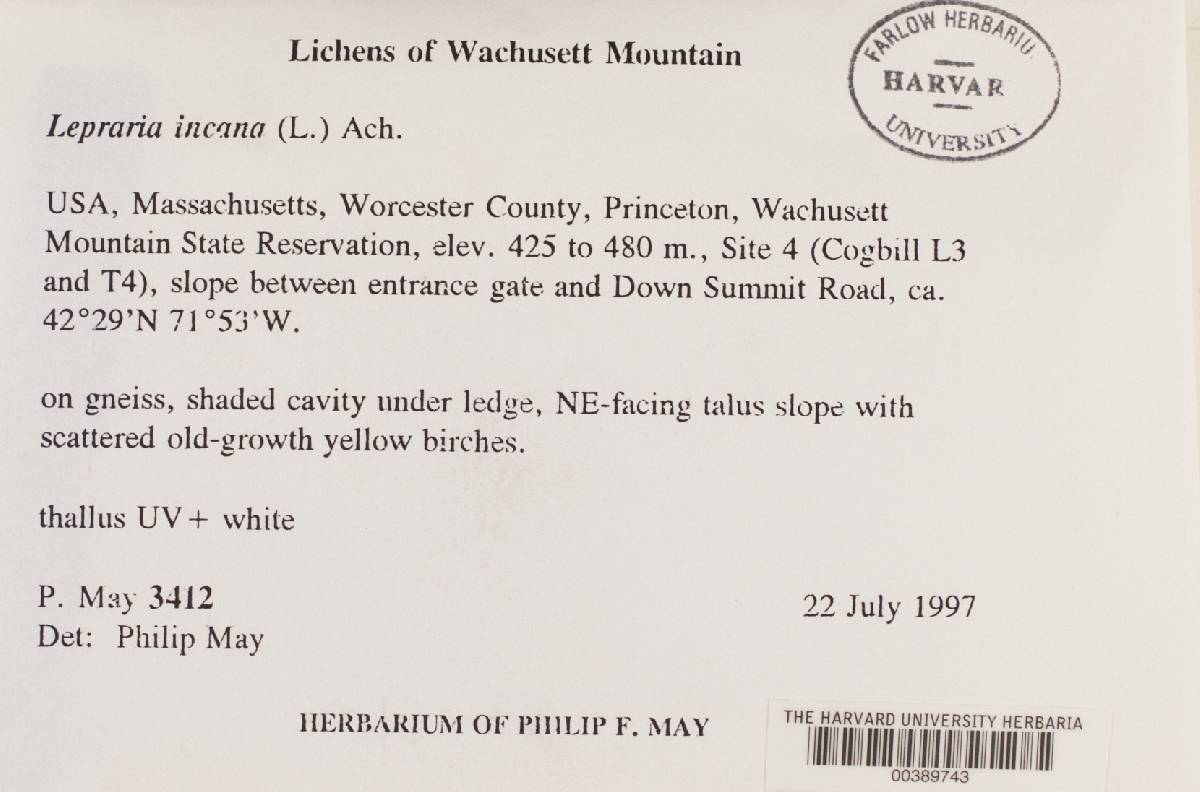 Lichens of Wachusett Mountain
FARLOW HERBARIU
HARVAR
UNIVERSITY
Lepraria incana (L.) Ach.
USA, Massachusetts, Worcester County, Princeton, Wachusett
Mountain State Reservation, elev. 425 to 480 m., Site 4 (Cogbill L3
and T4), slope between entrance gate and Down Summit Road, ca.
42°29’N 71°53’W.
on gneiss, shaded cavity under ledge, NE-facing talus slope with
scattered old-growth yellow birches.
thallus UV+ white
P. May 3412
22 July 1997
Det: Philip May
HERBARIUM OF PHILIP F. MAY
THE HARVARD UNIVERSITY HERBARIA
00389743